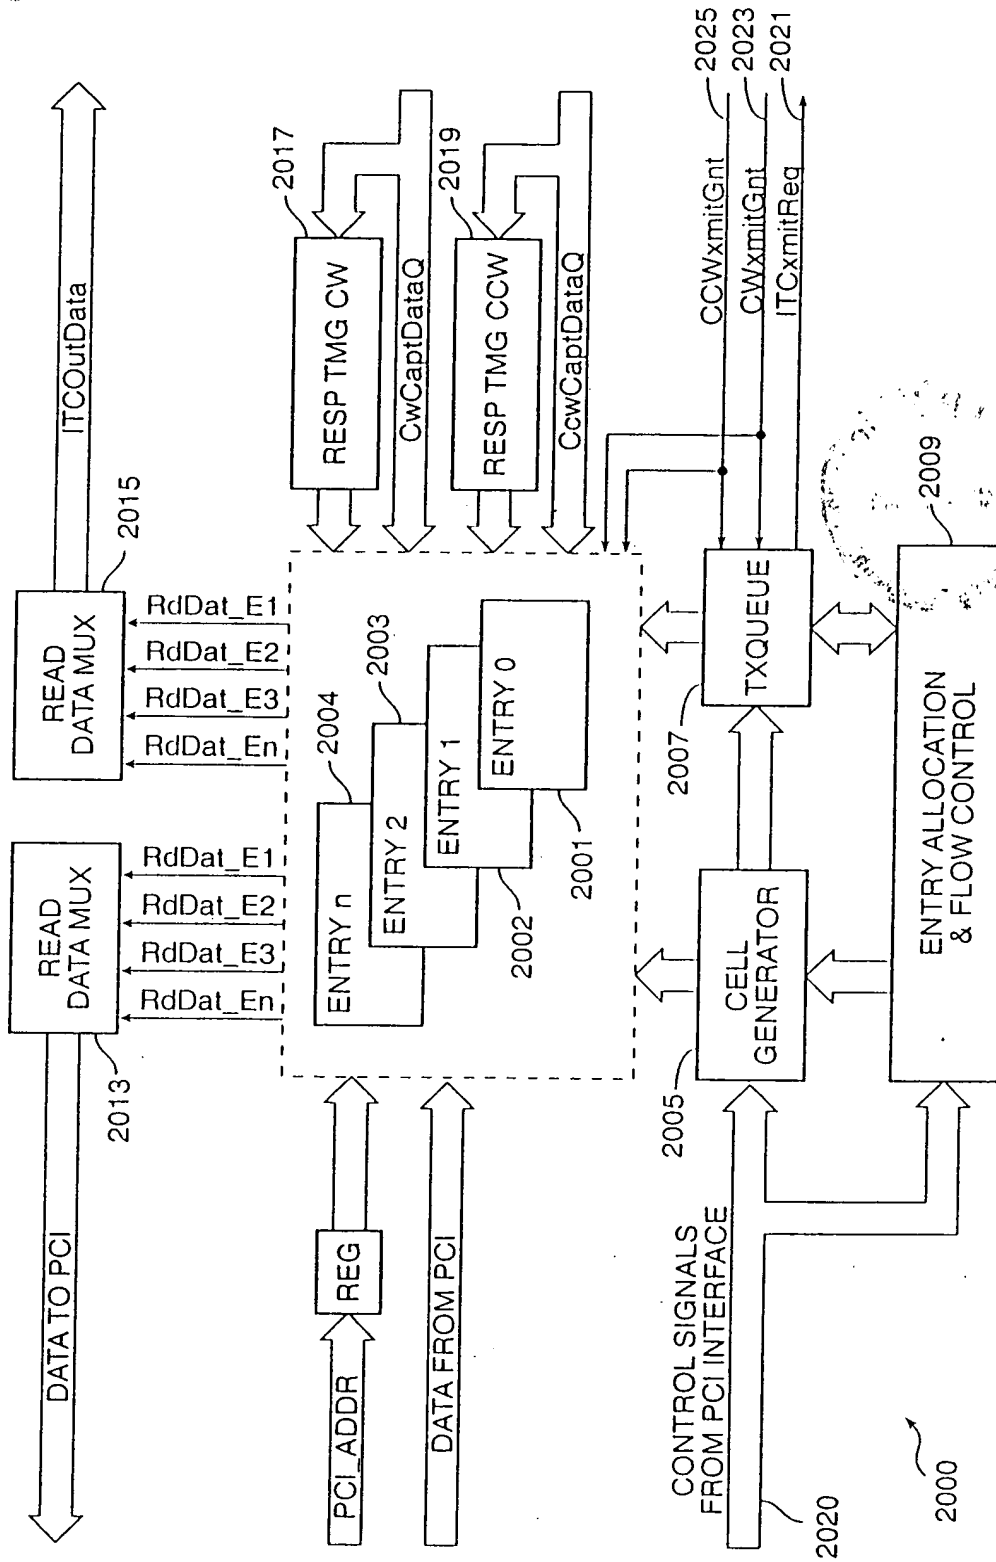 DATA TO PCI
2013
READ
DATA MUX
READ
DATA MUX
2015
ITCOutData
RdDat_En
RdDat_E3
RdDat_E2
RdDat_E1
RdDat_En
RdDat_E3
RdDat_E2
RdDat_E1
PCI_ADDR
REG
DATA FROM PCI
ENTRY n
2004
ENTRY 2
2003
ENTRY 1
2002
ENTRY 0
2001
RESP TMG CW
2017
CwCaptDataQ
RESP TMG CCW
2019
CcwCaptDataQ
CONTROL SIGNALS
FROM PCI INTERFACE
2020
2005
CELL
GENERATOR
2007
TXQUEUE
CCWxmitGnt
2025
CWxmitGnt
2023
ITCxmitReq
2021
ENTRY ALLOCATION
& FLOW CONTROL
2009
2000